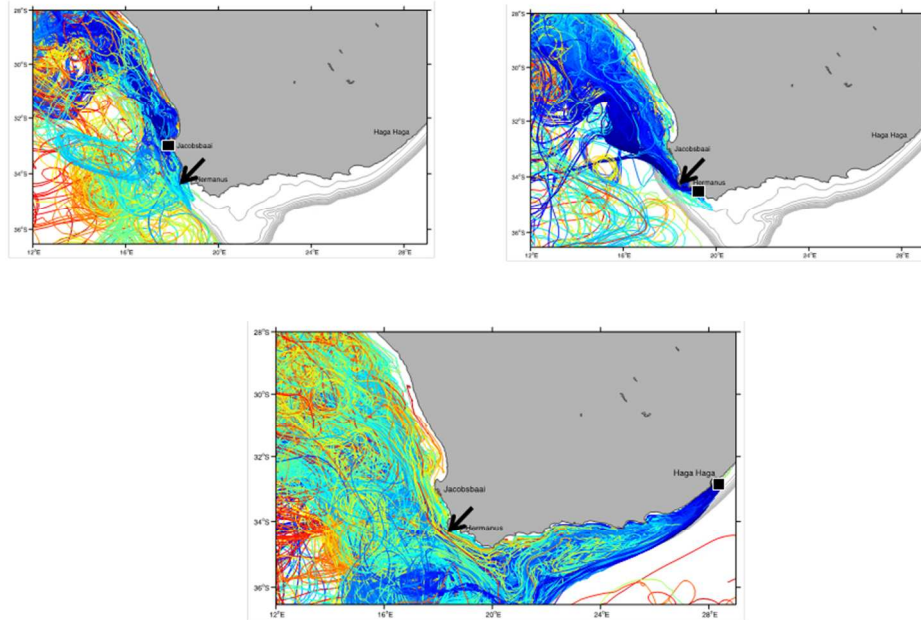 28°S
30°S
32°S
34°S
36°S
12°E
16°E
20°E
24°E
28°E
Haga Haga
Jacobsbaai
Hermanus
28°S
30°S
32°S
34°S
36°S
12°E
16°E
20°E
24°E
28°E
Haga Haga
Jacobsbaai
Hermanus
28°S
30°S
32°S
34°S
36°S
12°E
16°E
20°E
24°E
28°E
Haga Haga
Jacobsbaai
Hermanus